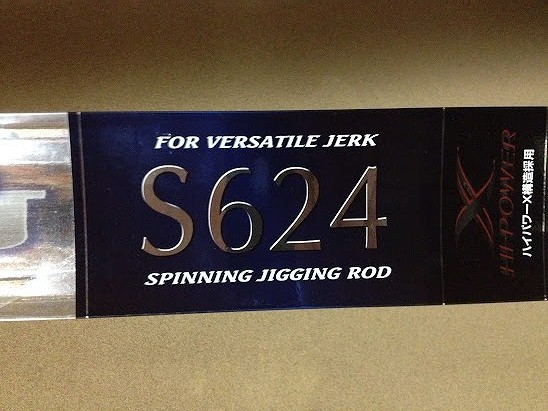 FOR VERSATILE JERK
S624
SPINNING JIGGING ROD
X
HI-POWER
ハイパワーX構造採用